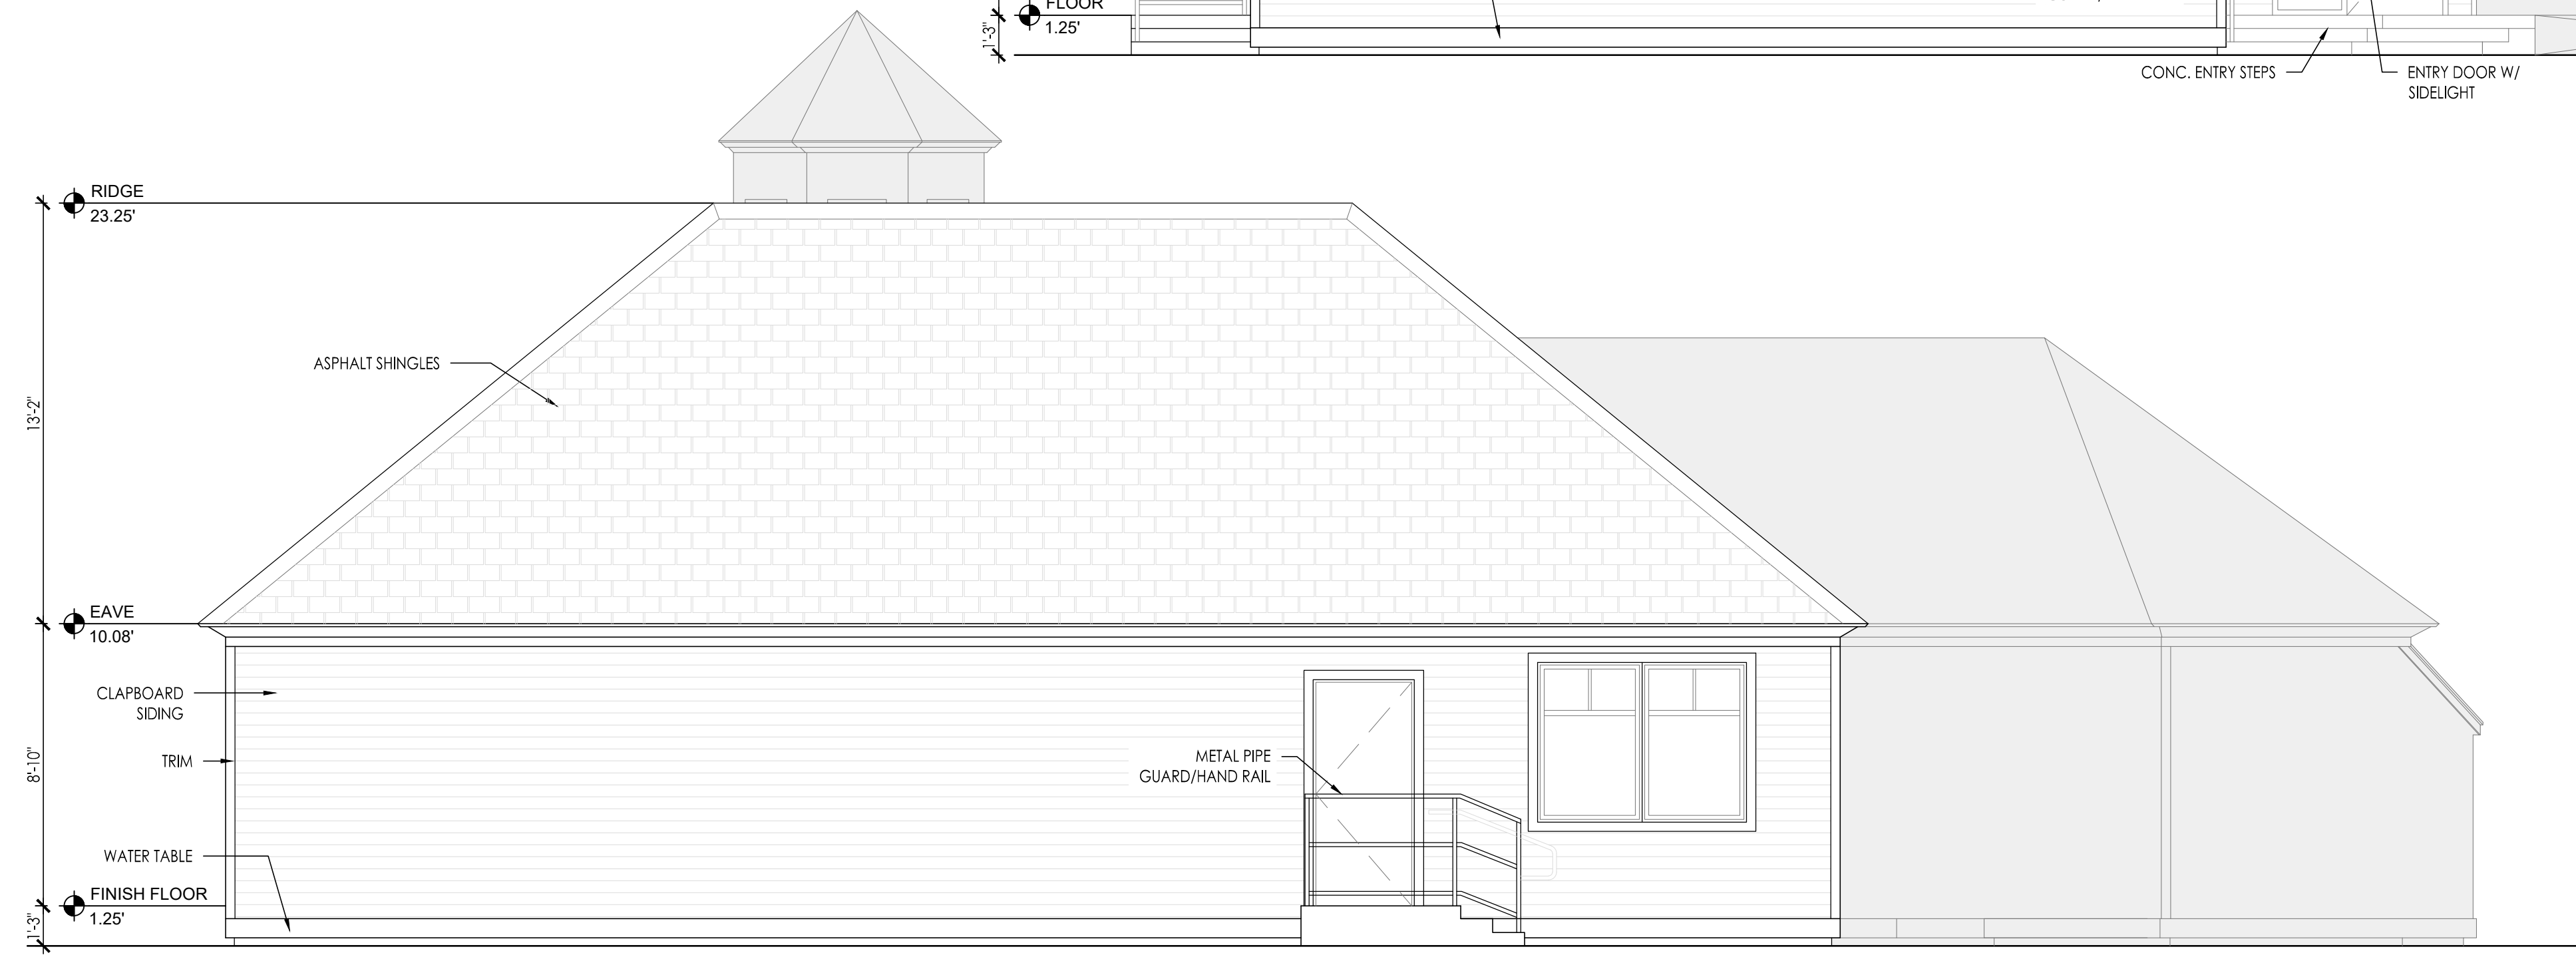 FLOOR
1.25'
1'-3"
CONC. ENTRY STEPS
ENTRY DOOR W/
SIDELIGHT
RIDGE
23.25'
ASPHALT SHINGLES
13'-2"
EAVE
10.08'
CLAPBOARD
SIDING
TRIM
METAL PIPE
GUARD/HAND RAIL
8'-10"
WATER TABLE
FINISH FLOOR
1.25'
1'-3"